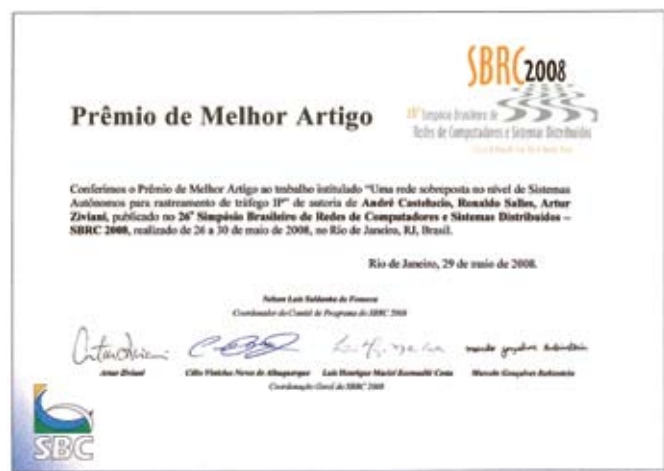 SBRC2008
26º Simpósio Brasileiro de
Redes de Computadores e Sistemas Distribuídos
Prêmio de Melhor Artigo
Conferimos o Prêmio de Melhor Artigo ao trabalho intitulado "Uma rede sobreposta no nível de Sistemas
Autônomos para rastreamento de tráfego IP" de autoria de André Castelucio, Ronaldo Salles, Artur
Ziviani, publicado no 26º Simpósio Brasileiro de Redes de Computadores e Sistemas Distribuídos –
SBRC 2008, realizado de 26 a 30 de maio de 2008, no Rio de Janeiro, RJ, Brasil.
Rio de Janeiro, 29 de maio de 2008.
Nelson Luis Saldanha da Fonseca
Coordenador do Comitê de Programa do SBRC 2008
Artur Ziviani
Célio Vinicius Neves de Albuquerque
Luís Henrique Maciel Kosmalski Costa
Marcelo Gonçalves Rubinstein
Coordenação Geral do SBRC 2008
SBC